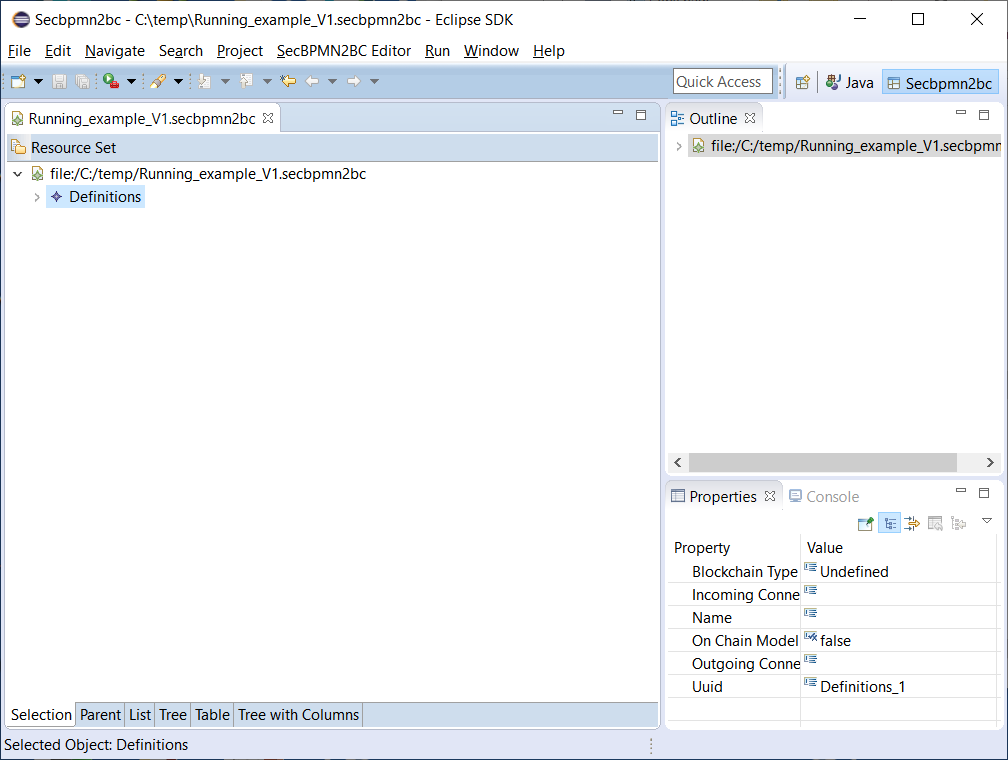 Secbpmn2bc - C:\temp\Running_example_V1.secbpmn2bc - Eclipse SDK
File Edit Navigate Search Project SecBPMN2BC Editor Run Window Help
Quick Access Java Secbpmn2bc
Running_example_V1.secbpmn2bc
Resource Set
file:/C:/temp/Running_example_V1.secbpmn2bc
Definitions
Selection Parent List Tree Table Tree with Columns
Outline
file:/C:/temp/Running_example_V1.secbpmn
Properties Console
Property Value
Blockchain Type Undefined
Incoming Conne
Name
On Chain Model false
Outgoing Conne
Uuid Definitions_1
Selected Object: Definitions